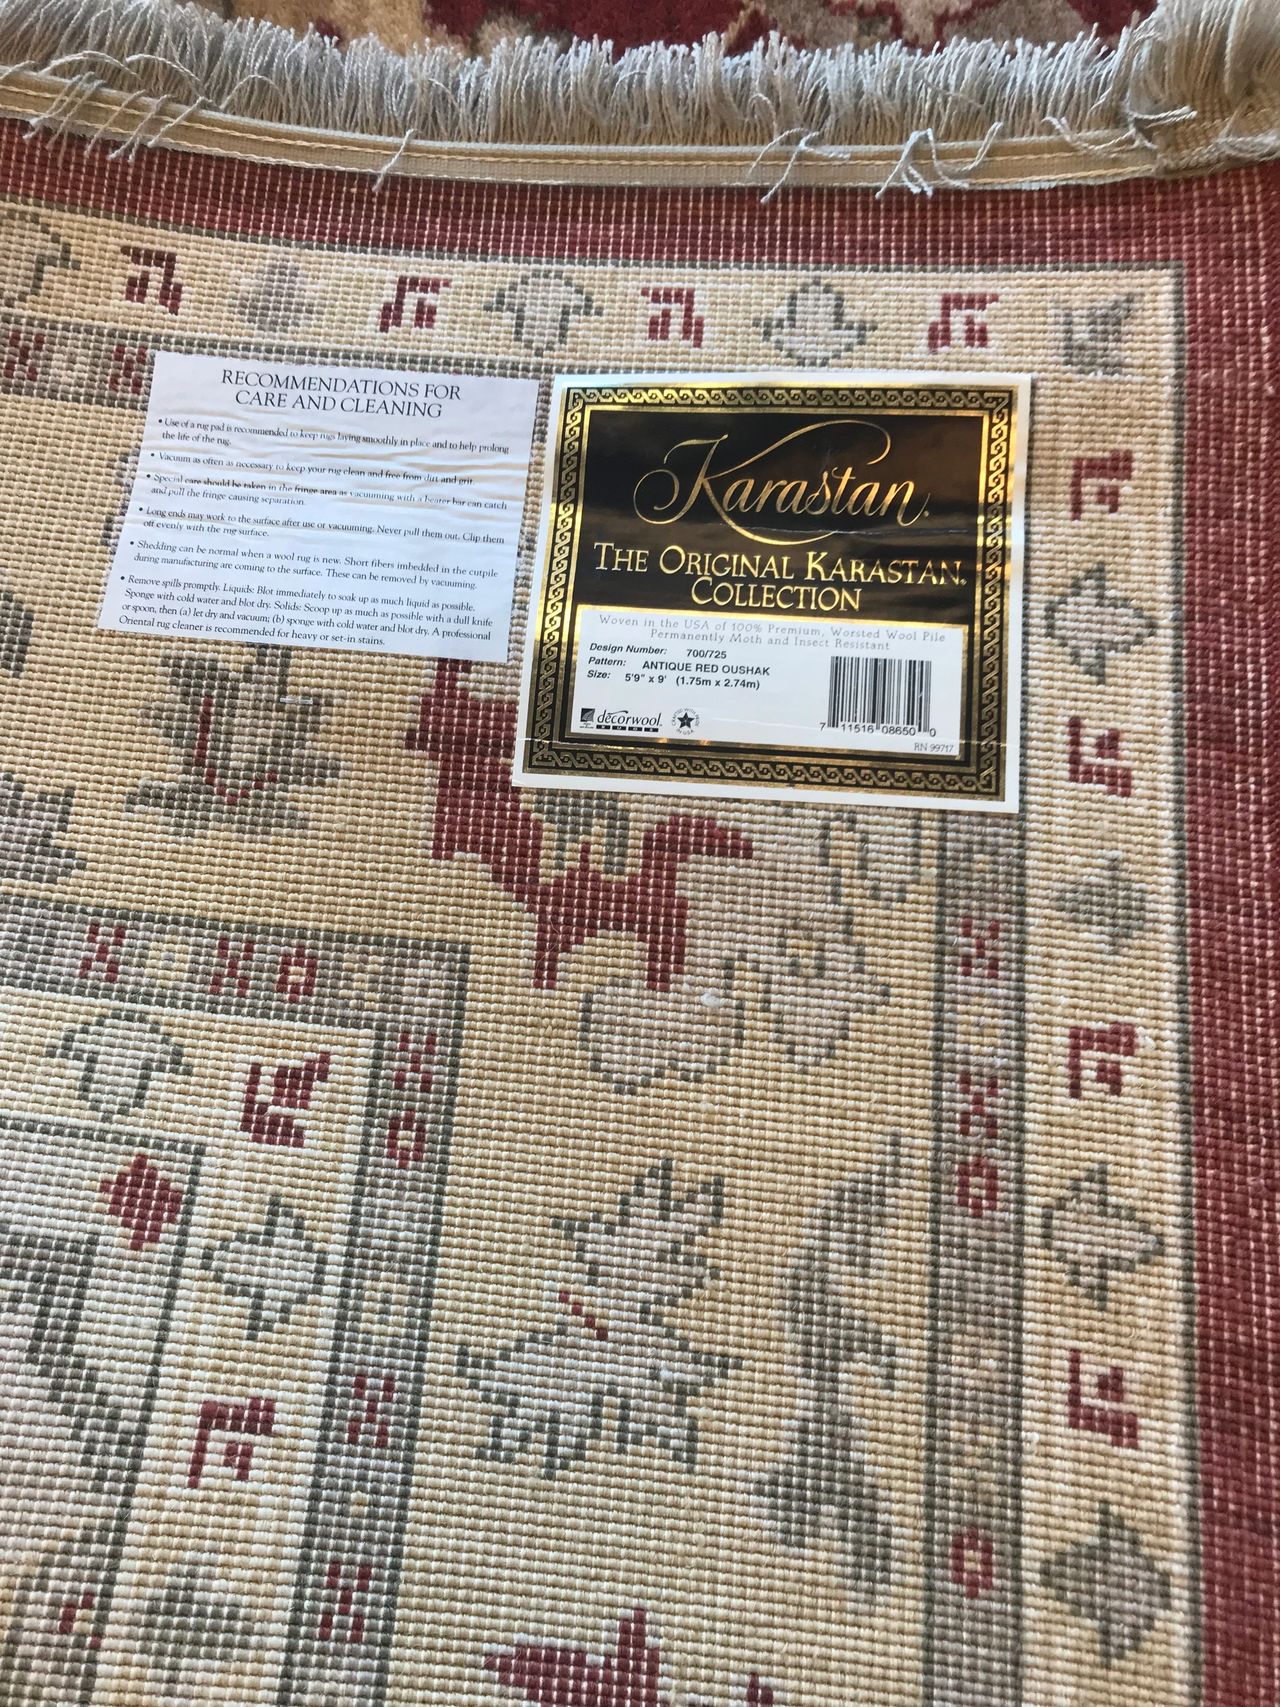 RECOMMENDATIONS FOR
CARE AND CLEANING
• Use of a rug pad is recommended to keep rugs laying smoothly in place and to help prolong
the life of the rug.
• Vacuum as often as necessary to keep your rug clean and free from dirt and grit.
• Special care should be taken in the fringe area as vacuuming with a beater bar can catch
and pull the fringe causing separation.
• Long ends may work to the surface after use or vacuuming. Never pull them out. Clip them
off evenly with the rug surface.
• Shedding can be normal when a wool rug is new. Short fibers imbedded in the cutpile
during manufacturing are coming to the surface. These can be removed by vacuuming.
• Remove spills promptly. Liquids: Blot immediately to soak up as much liquid as possible.
Sponge with cold water and blot dry. Solids: Scoop up as much as possible with a dull knife
or spoon, then (a) let dry and vacuum; (b) sponge with cold water and blot dry. A professional
Oriental rug cleaner is recommended for heavy or set-in stains.
Karastan®
THE ORIGINAL KARASTAN®
COLLECTION
Woven in the USA of 100% Premium, Worsted Wool Pile
Permanently Moth and Insect Resistant
Design Number: 700/725
Pattern: ANTIQUE RED OUSHAK
Size: 5'9" x 9' (1.75m x 2.74m)
décorwool
RUGS
CRAFTED WITH PRIDE IN USA
7 11516 08650 0
RN 99717